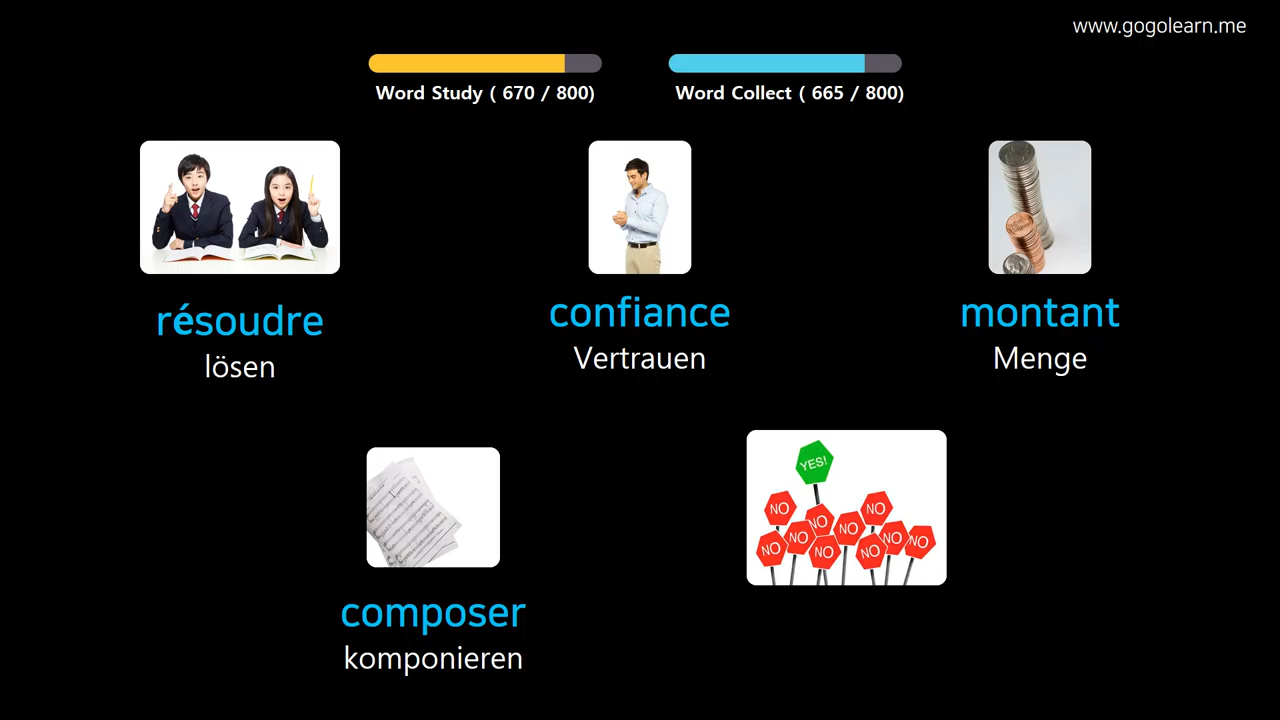 www.gogolearn.me
Word Study ( 670 / 800)
Word Collect ( 665 / 800)
résoudre
lösen
confiance
Vertrauen
montant
Menge
composer
komponieren
YES!
NO
NO
NO
NO
NO
NO
NO
NO
NO
NO